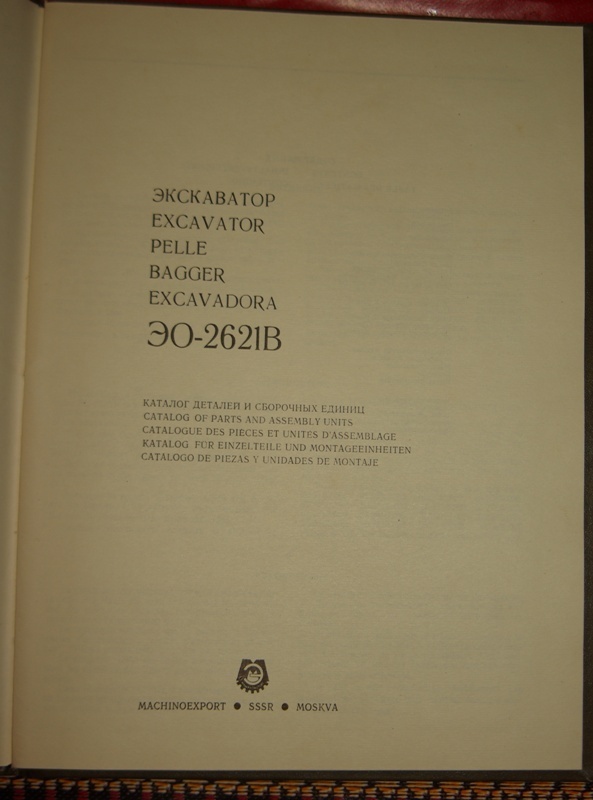 ЭКСКАВАТОР
EXCAVATOR
PELLE
BAGGER
EXCAVADORA
ЭО-2621В
КАТАЛОГ ДЕТАЛЕЙ И СБОРОЧНЫХ ЕДИНИЦ
CATALOG OF PARTS AND ASSEMBLY UNITS
CATALOGUE DES PIECES ET UNITES D'ASSEMBLAGE
KATALOG FÜR EINZELTEILE UND MONTAGEEINHEITEN
CATALOGO DE PIEZAS Y UNIDADES DE MONTAJE
MACHINOEXPORT ● SSSR ● MOSKVA